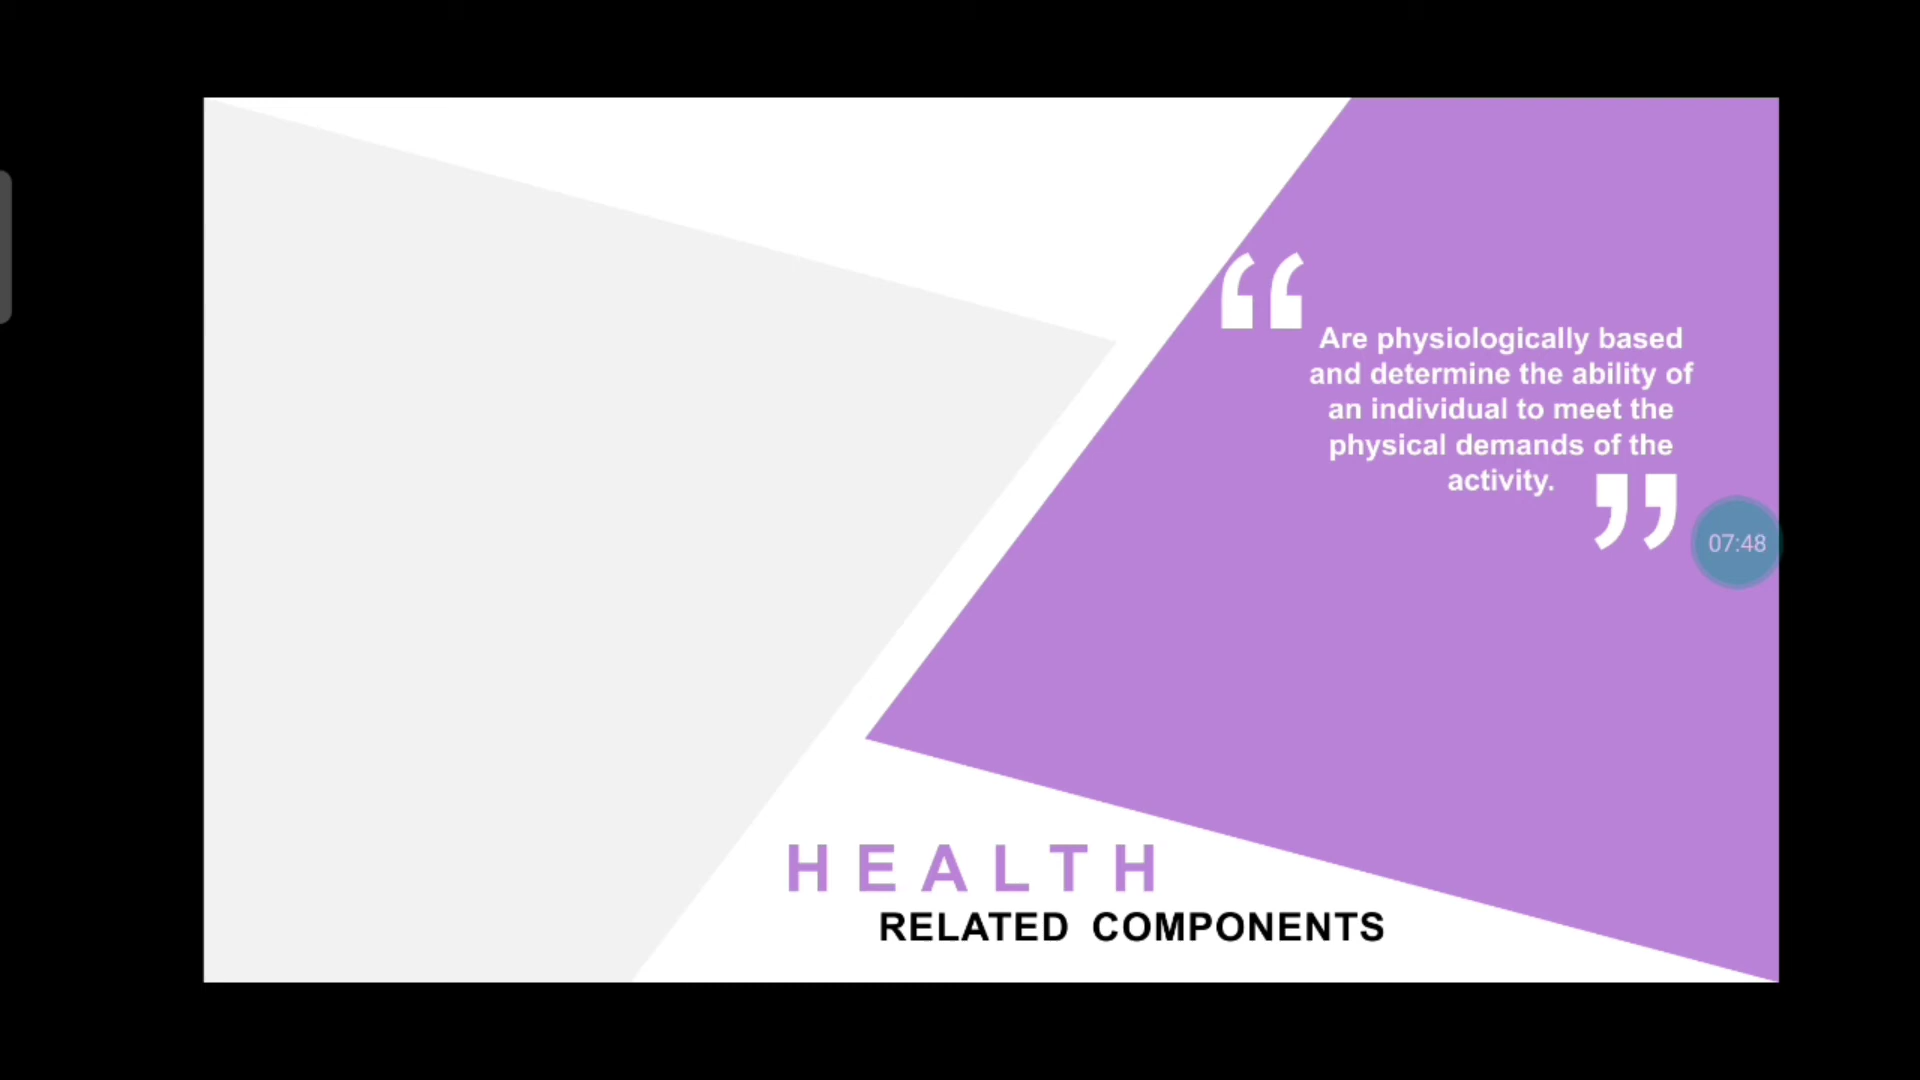 “
Are physiologically based
and determine the ability of
an individual to meet the
physical demands of the
activity.
”
07:48
HEALTH
RELATED COMPONENTS